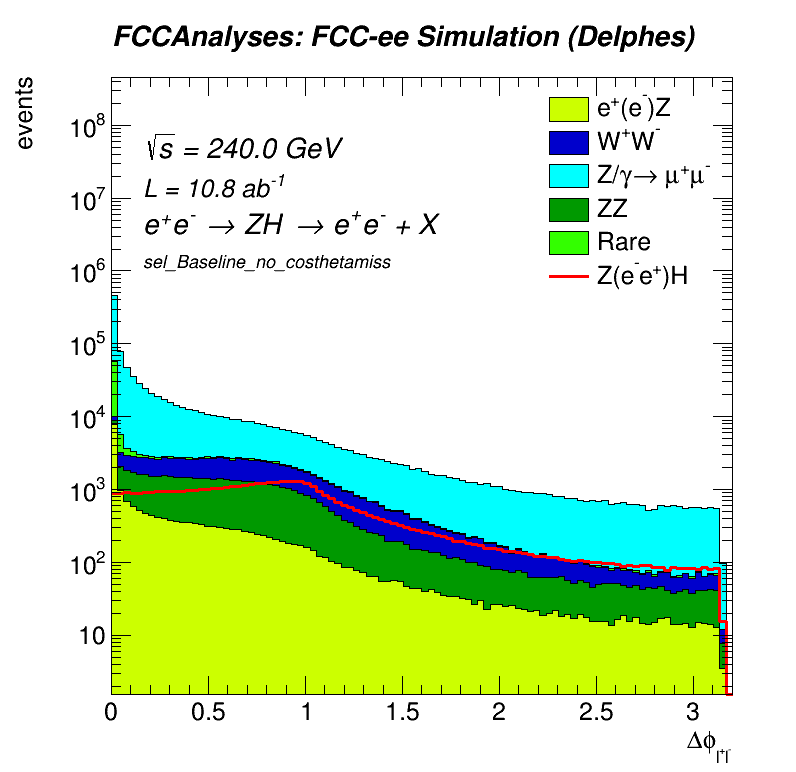 FCCAnalyses: FCC-ee Simulation (Delphes)
events
√s = 240.0 GeV
L = 10.8 ab⁻¹
e⁺e⁻ → ZH → e⁺e⁻ + X
sel_Baseline_no_costhetamiss
e⁺(e⁻)Z
W⁺W⁻
Z/γ→ μ⁺μ⁻
ZZ
Rare
Z(e⁻e⁺)H
10⁸
10⁷
10⁶
10⁵
10⁴
10³
10²
10
0 0.5 1 1.5 2 2.5 3
Δϕ_l⁺l⁻